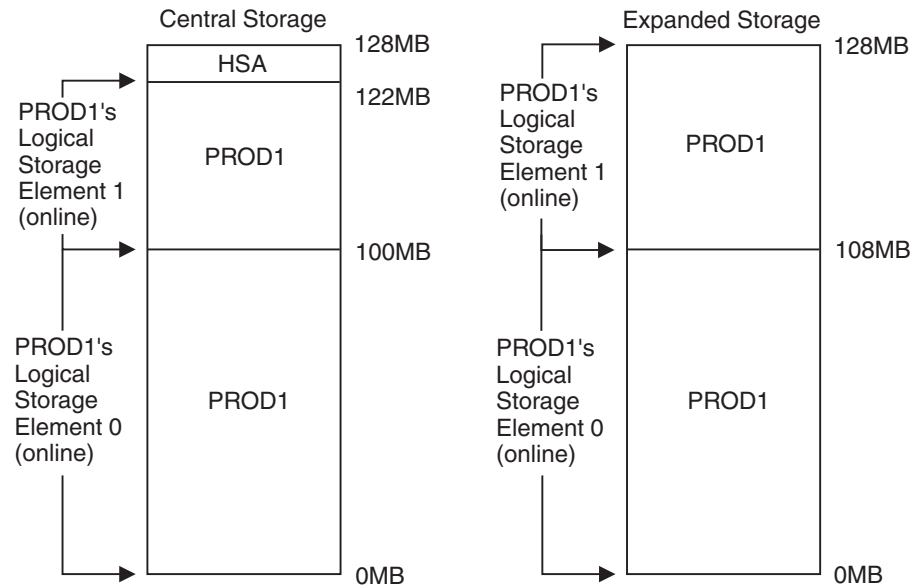 Central Storage
128MB
HSA
122MB
PROD1's
Logical
Storage
Element 1
(online)
PROD1
100MB
PROD1's
Logical
Storage
Element 0
(online)
PROD1
0MB
Expanded Storage
128MB
PROD1's
Logical
Storage
Element 1
(online)
PROD1
108MB
PROD1's
Logical
Storage
Element 0
(online)
PROD1
0MB